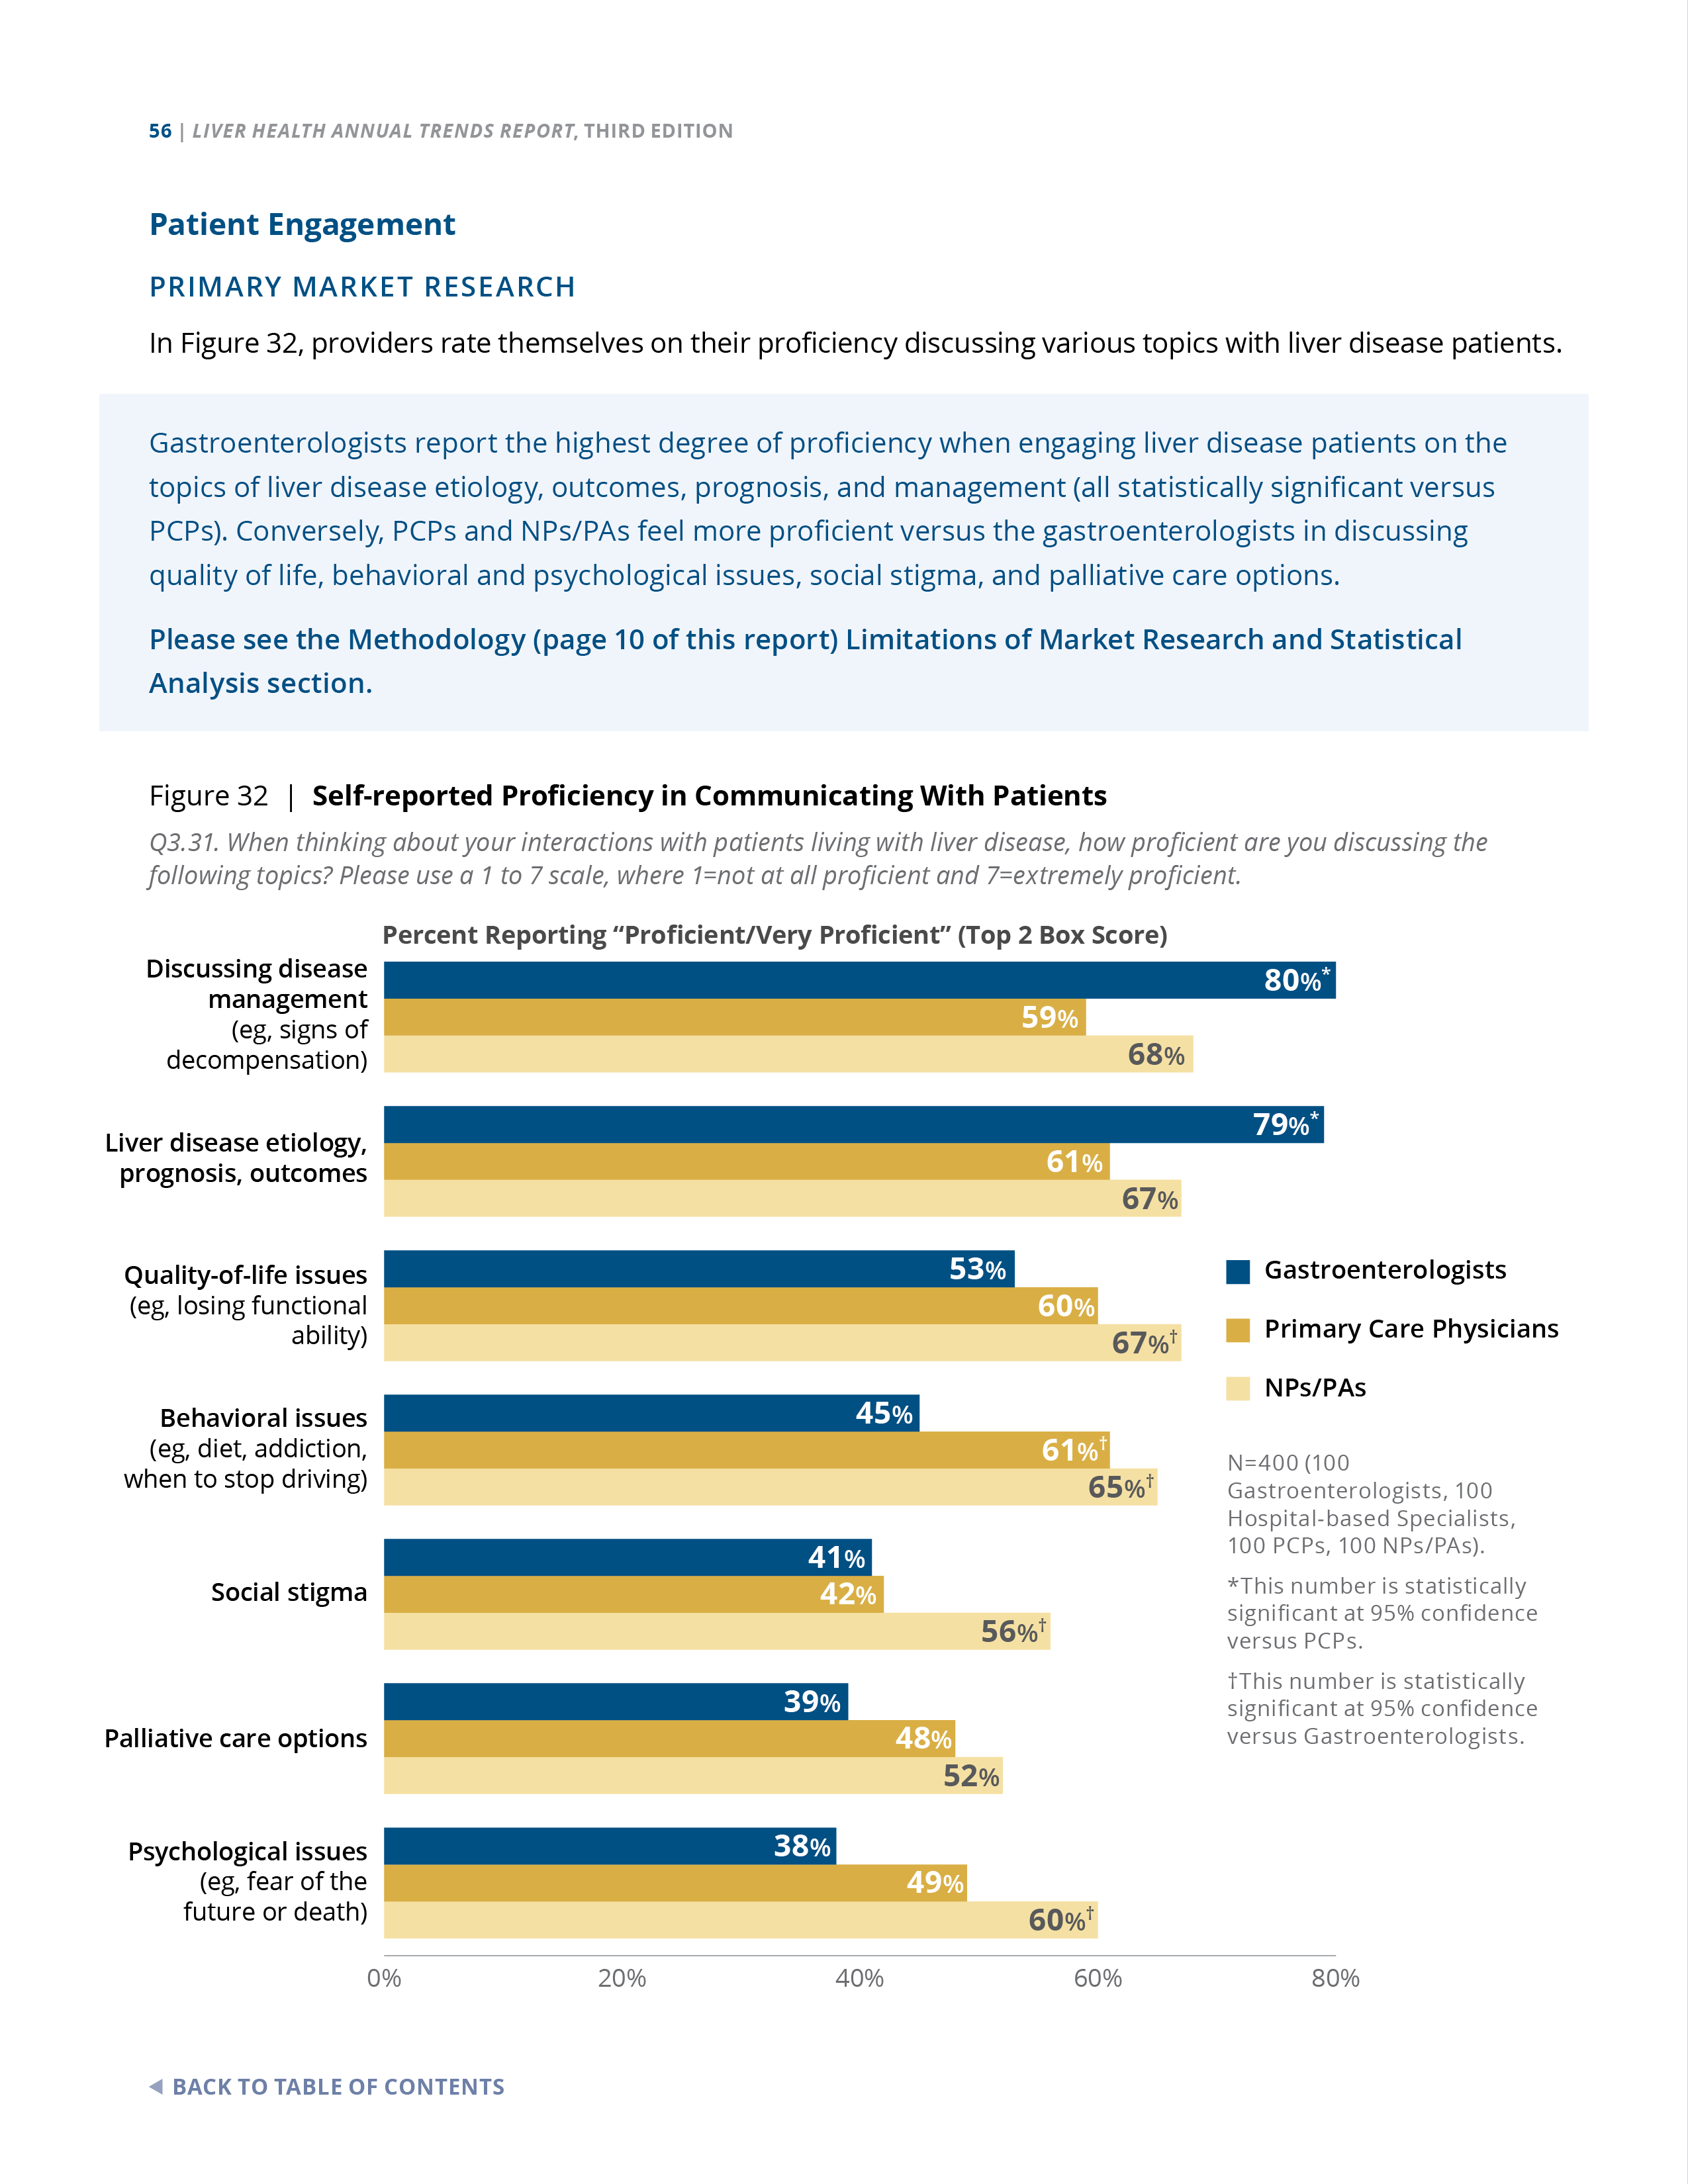 56 | LIVER HEALTH ANNUAL TRENDS REPORT, THIRD EDITION
Patient Engagement
PRIMARY MARKET RESEARCH
In Figure 32, providers rate themselves on their proficiency discussing various topics with liver disease patients.
Gastroenterologists report the highest degree of proficiency when engaging liver disease patients on the
topics of liver disease etiology, outcomes, prognosis, and management (all statistically significant versus
PCPs). Conversely, PCPs and NPs/PAs feel more proficient versus the gastroenterologists in discussing
quality of life, behavioral and psychological issues, social stigma, and palliative care options.
Please see the Methodology (page 10 of this report) Limitations of Market Research and Statistical
Analysis section.
Figure 32 | Self-reported Proficiency in Communicating With Patients
Q3.31. When thinking about your interactions with patients living with liver disease, how proficient are you discussing the
following topics? Please use a 1 to 7 scale, where 1=not at all proficient and 7=extremely proficient.
Percent Reporting “Proficient/Very Proficient” (Top 2 Box Score)
Discussing disease
management
(eg, signs of
decompensation)
80%*
59%
68%
Liver disease etiology,
prognosis, outcomes
79%*
61%
67%
Quality-of-life issues
(eg, losing functional
ability)
53%
60%
67%†
Behavioral issues
(eg, diet, addiction,
when to stop driving)
45%
61%†
65%†
Social stigma
41%
42%
56%†
Palliative care options
39%
48%
52%
Psychological issues
(eg, fear of the
future or death)
38%
49%
60%†
0% 20% 40% 60% 80%
Gastroenterologists
Primary Care Physicians
NPs/PAs
N=400 (100
Gastroenterologists, 100
Hospital-based Specialists,
100 PCPs, 100 NPs/PAs).
*This number is statistically
significant at 95% confidence
versus PCPs.
†This number is statistically
significant at 95% confidence
versus Gastroenterologists.
BACK TO TABLE OF CONTENTS